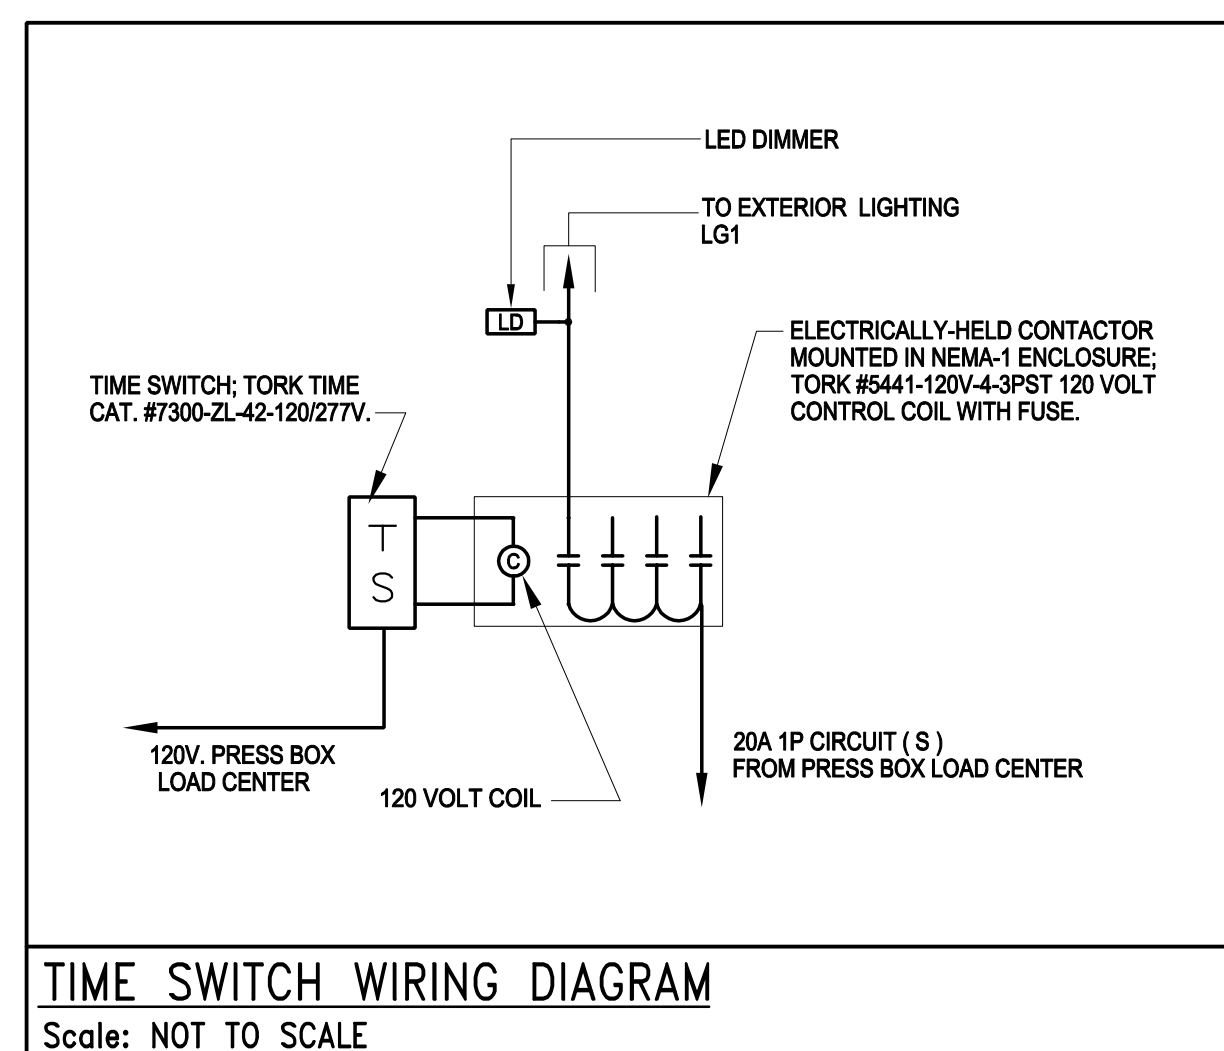 LED DIMMER
TO EXTERIOR LIGHTING
LG1
LD
ELECTRICALLY-HELD CONTACTOR
MOUNTED IN NEMA-1 ENCLOSURE;
TORK #5441-120V-4-3PST 120 VOLT
CONTROL COIL WITH FUSE.
TIME SWITCH; TORK TIME
CAT. #7300-ZL-42-120/277V.
T
S
C
120V. PRESS BOX
LOAD CENTER
120 VOLT COIL
20A 1P CIRCUIT ( S )
FROM PRESS BOX LOAD CENTER
TIME SWITCH WIRING DIAGRAM
Scale: NOT TO SCALE